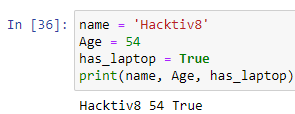 In [36]: name = 'Hacktiv8'
Age = 54
has_laptop = True
print(name, Age, has_laptop)
Hacktiv8 54 True